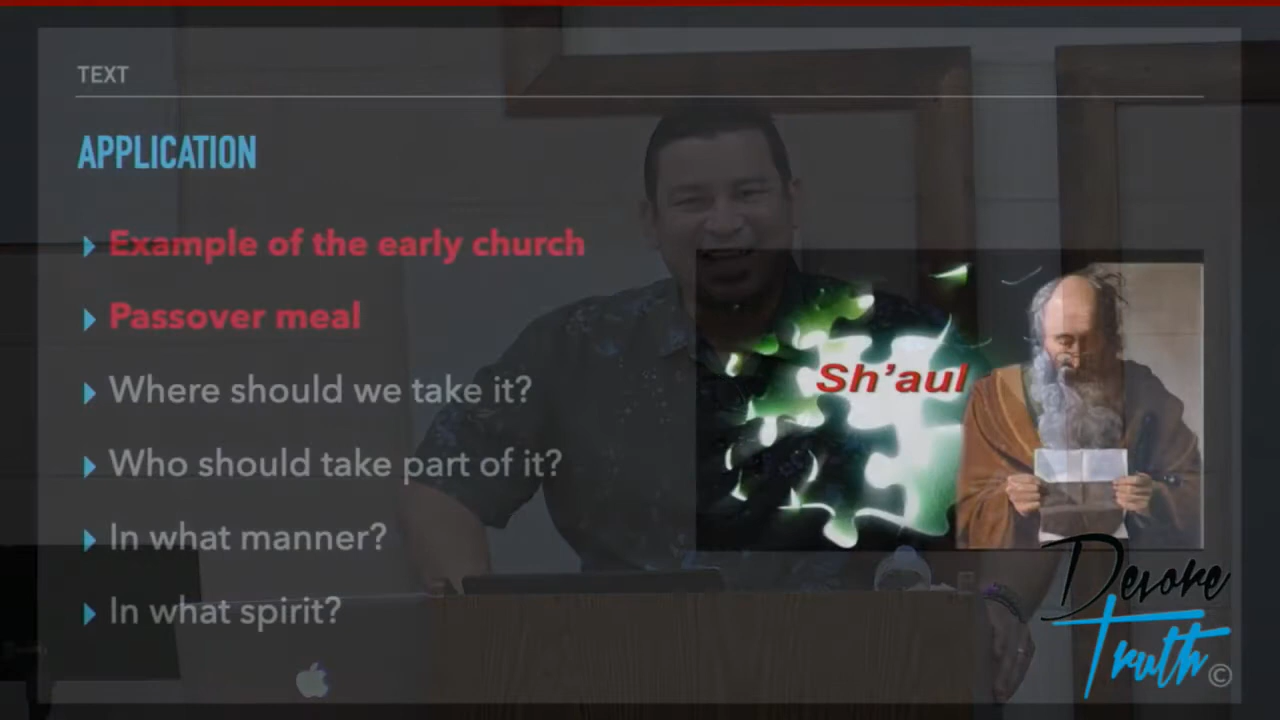 TEXT
APPLICATION
Example of the early church
Passover meal
Where should we take it?
Who should take part of it?
In what manner?
In what spirit?
Sh'aul
Devore
Truth ©